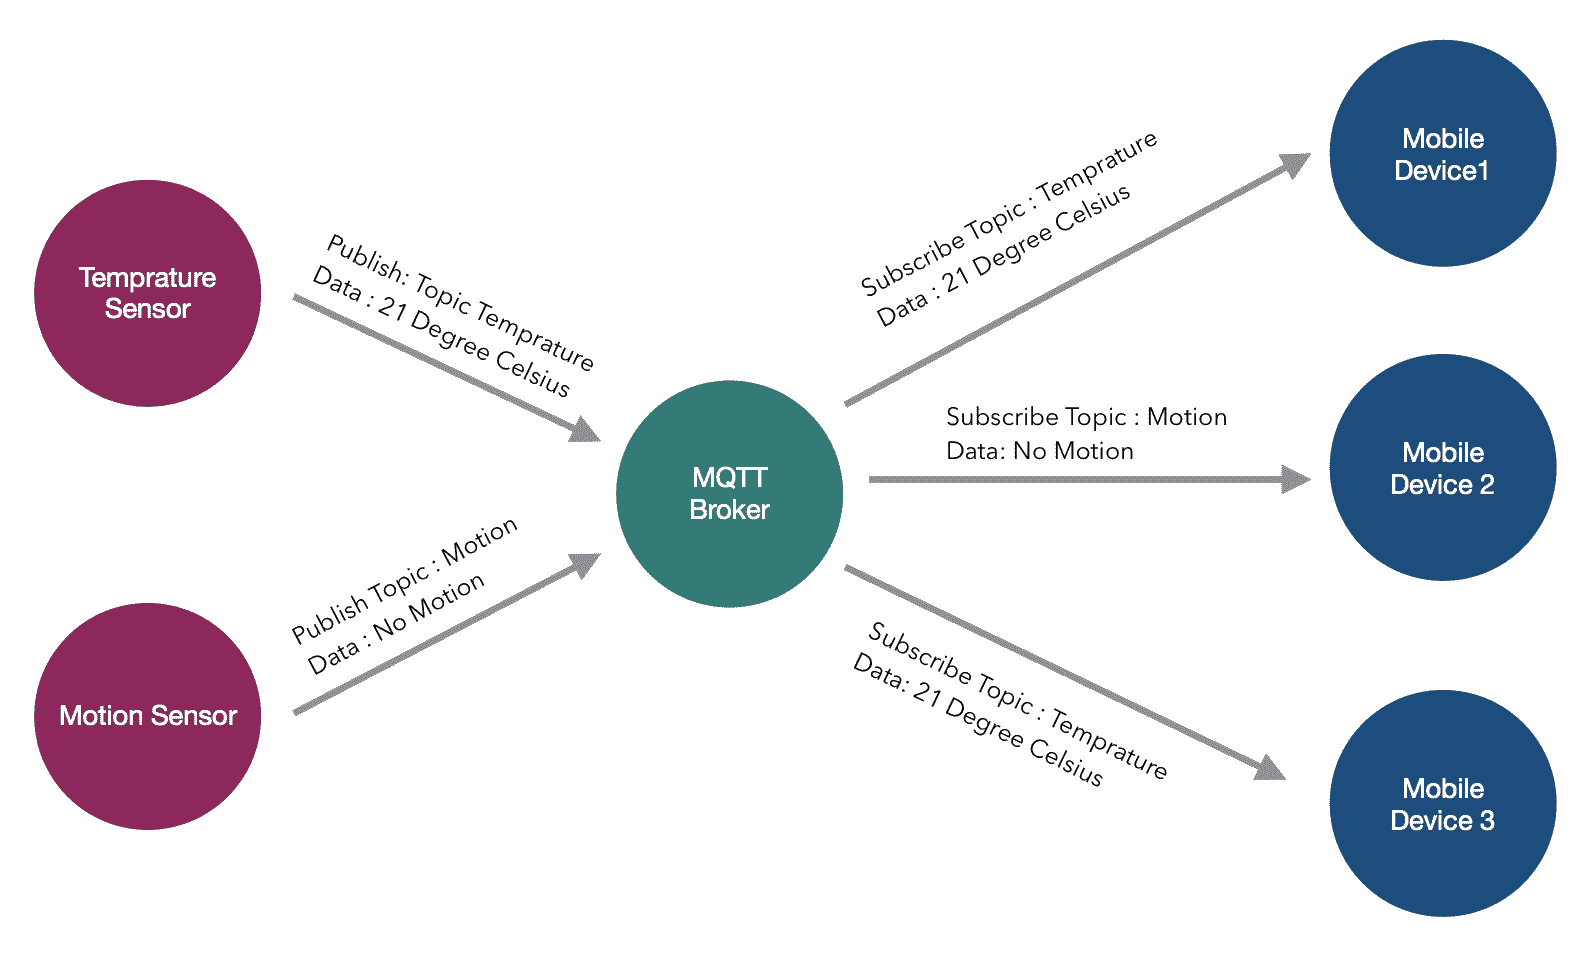 Temprature
Sensor
Publish: Topic Temprature
Data : 21 Degree Celsius
Motion Sensor
Publish Topic : Motion
Data : No Motion
MQTT
Broker
Subscribe Topic : Temprature
Data : 21 Degree Celsius
Mobile
Device1
Subscribe Topic : Motion
Data: No Motion
Mobile
Device 2
Subscribe Topic : Temprature
Data: 21 Degree Celsius
Mobile
Device 3